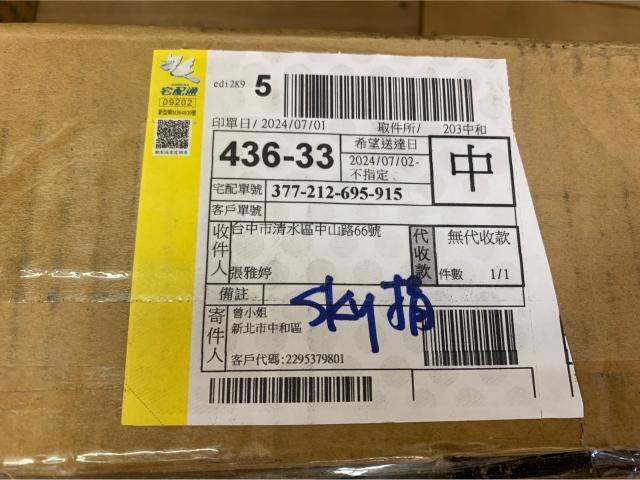 宅配通
09202
edi2K9 5
印單日/ 2024/07/01 取件所/ 203中和
436-33
希望送達日
2024/07/02-
不指定
中
宅配單號 377-212-695-915
客戶單號
收件人
台中市清水區中山路66號
張雅婷
代收款
無代收款
件數 1/1
備註
sky 捐
寄件人
曾小姐
新北市中和區
客戶代碼:2295379801